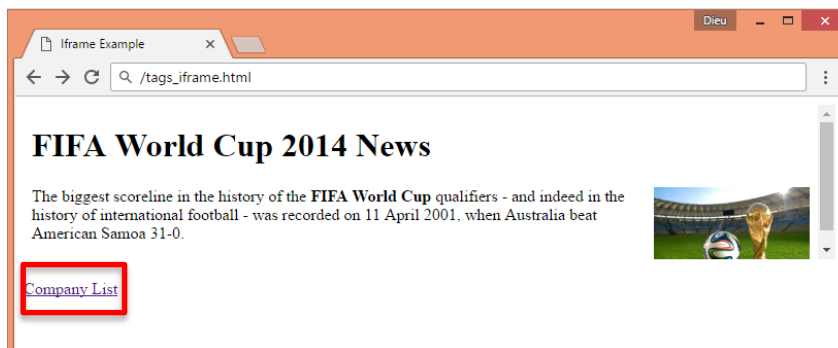 Dieu
Iframe Example
/tags_iframe.html
FIFA World Cup 2014 News
The biggest scoreline in the history of the FIFA World Cup qualifiers - and indeed in the
history of international football - was recorded on 11 April 2001, when Australia beat
American Samoa 31-0.
Company List